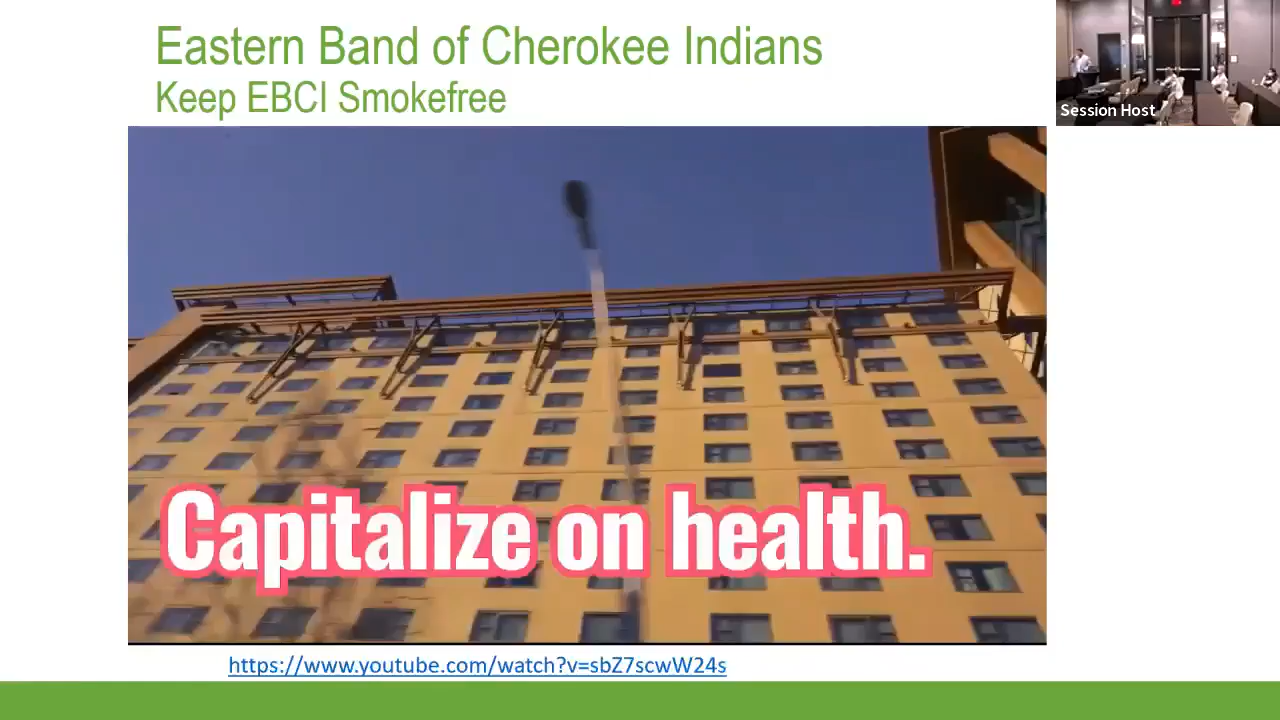 Eastern Band of Cherokee Indians
Keep EBCI Smokefree
Session Host
Capitalize on health.
https://www.youtube.com/watch?v=sbZ7scwW24s